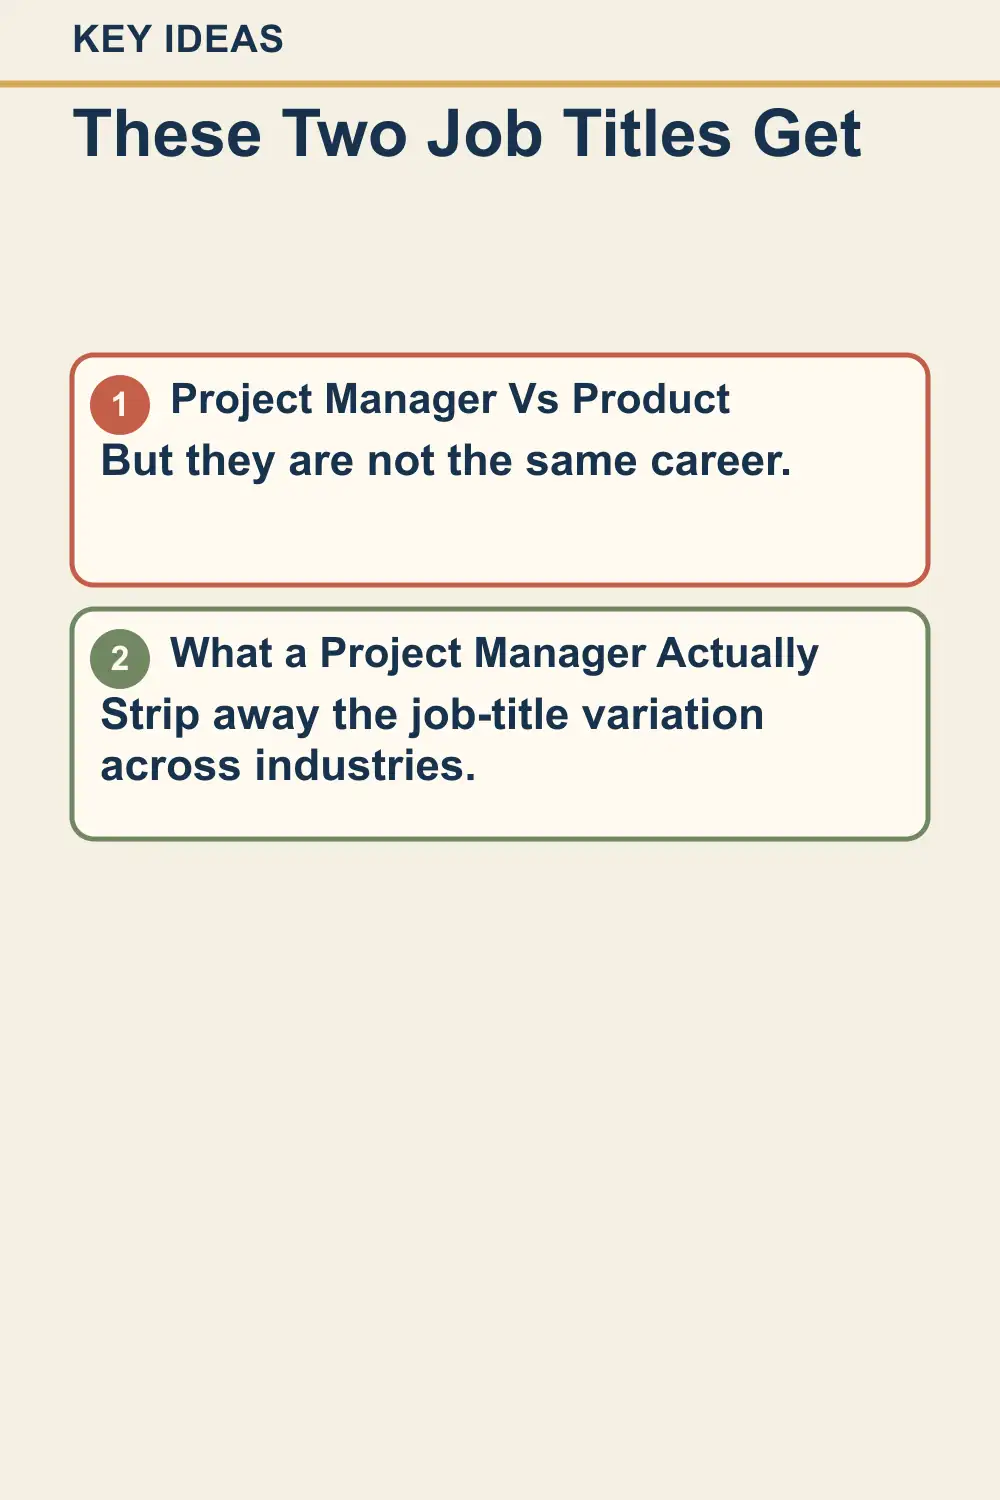 KEY IDEAS
These Two Job Titles Get
1
Project Manager Vs Product
But they are not the same career.
2
What a Project Manager Actually
Strip away the job-title variation
across industries.